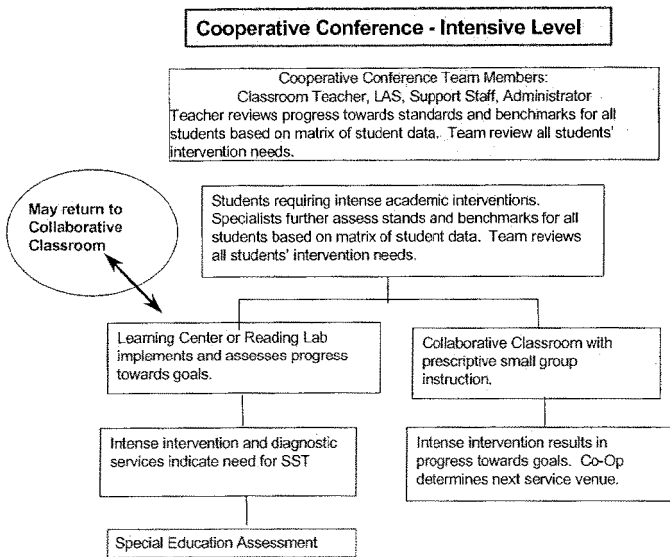 Cooperative Conference - Intensive Level
Cooperative Conference Team Members:
Classroom Teacher, LAS, Support Staff, Administrator
Teacher reviews progress towards standards and benchmarks for all
students based on matrix of student data. Team review all students'
intervention needs.
Students requiring intense academic interventions.
Specialists further assess stands and benchmarks for all
students based on matrix of student data. Team reviews
all students' intervention needs.
May return to
Collaborative
Classroom
Learning Center or Reading Lab
implements and assesses progress
towards goals.
Collaborative Classroom with
prescriptive small group
instruction.
Intense intervention and diagnostic
services indicate need for SST
Intense intervention results in
progress towards goals. Co-Op
determines next service venue.
Special Education Assessment